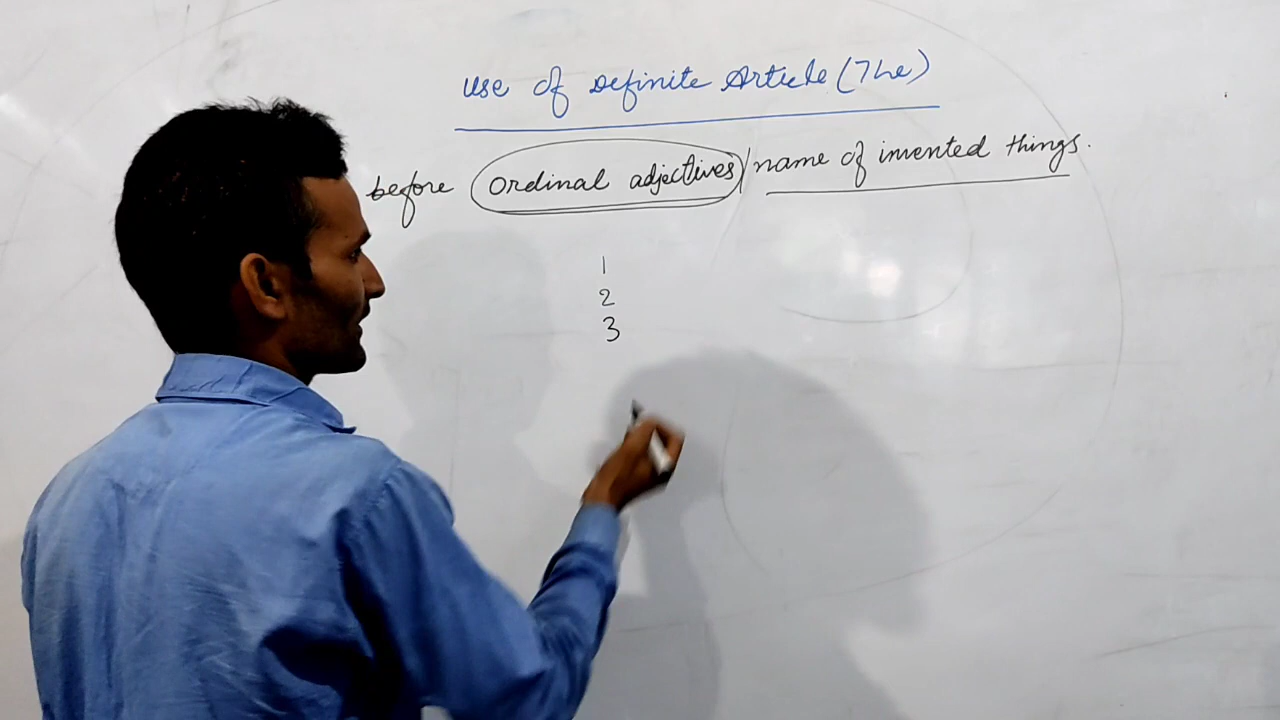 Use of Definite Article (The)
before Ordinal adjectives / name of invented things.
1
2
3